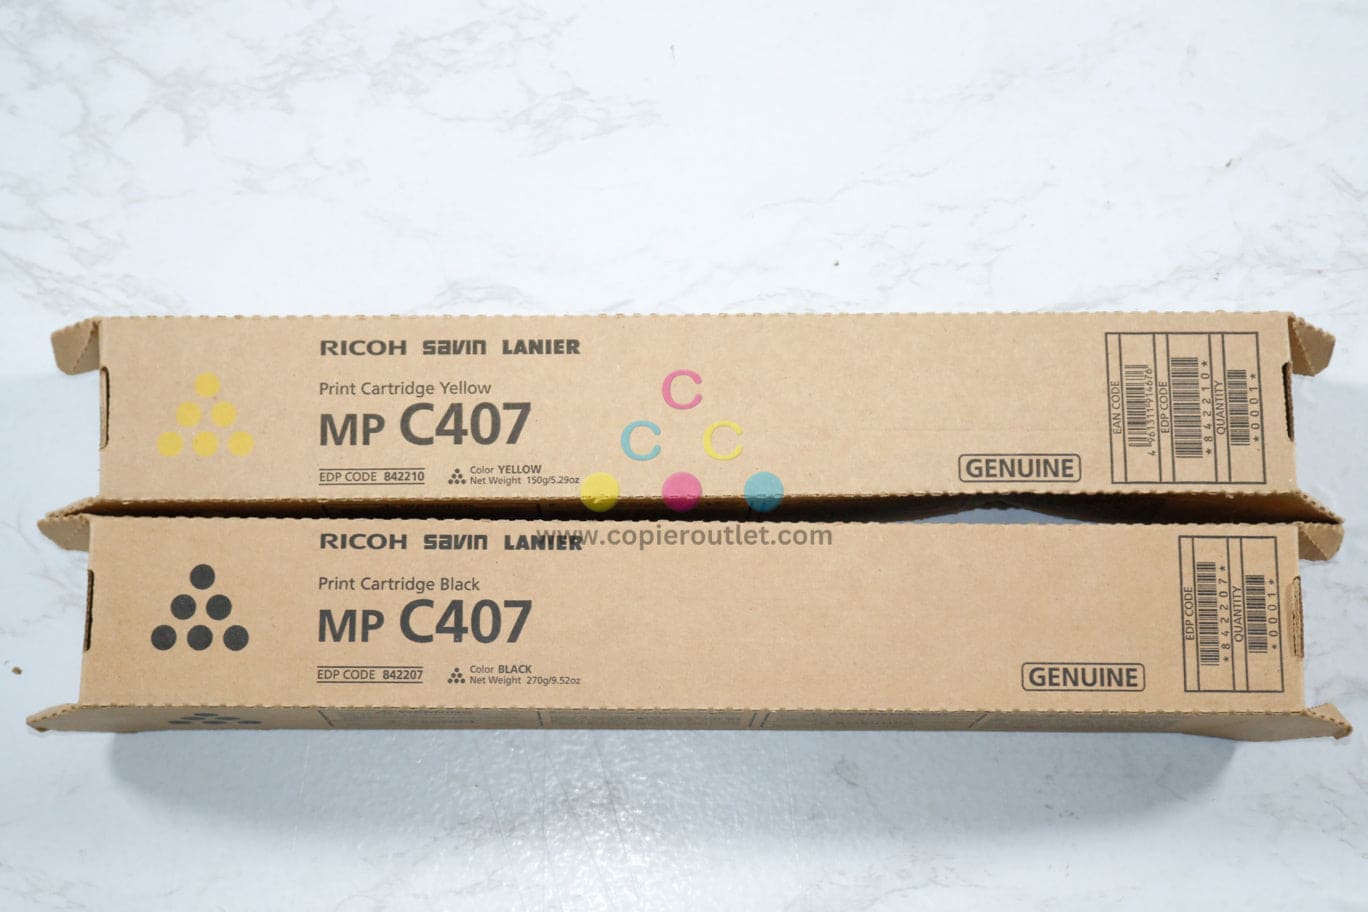 RICOH savin LANIER
Print Cartridge Yellow
MP C407
EDP CODE 842210
Color YELLOW
Net Weight 150g/5.29oz
GENUINE
EAN CODE
4961311914676
EDP CODE
*842210*
QUANTITY
*0001*
C
C C
www.copieroutlet.com
RICOH savin LANIER
Print Cartridge Black
MP C407
EDP CODE 842207
Color BLACK
Net Weight 270g/9.52oz
GENUINE
EDP CODE
*842207*
QUANTITY
*0001*